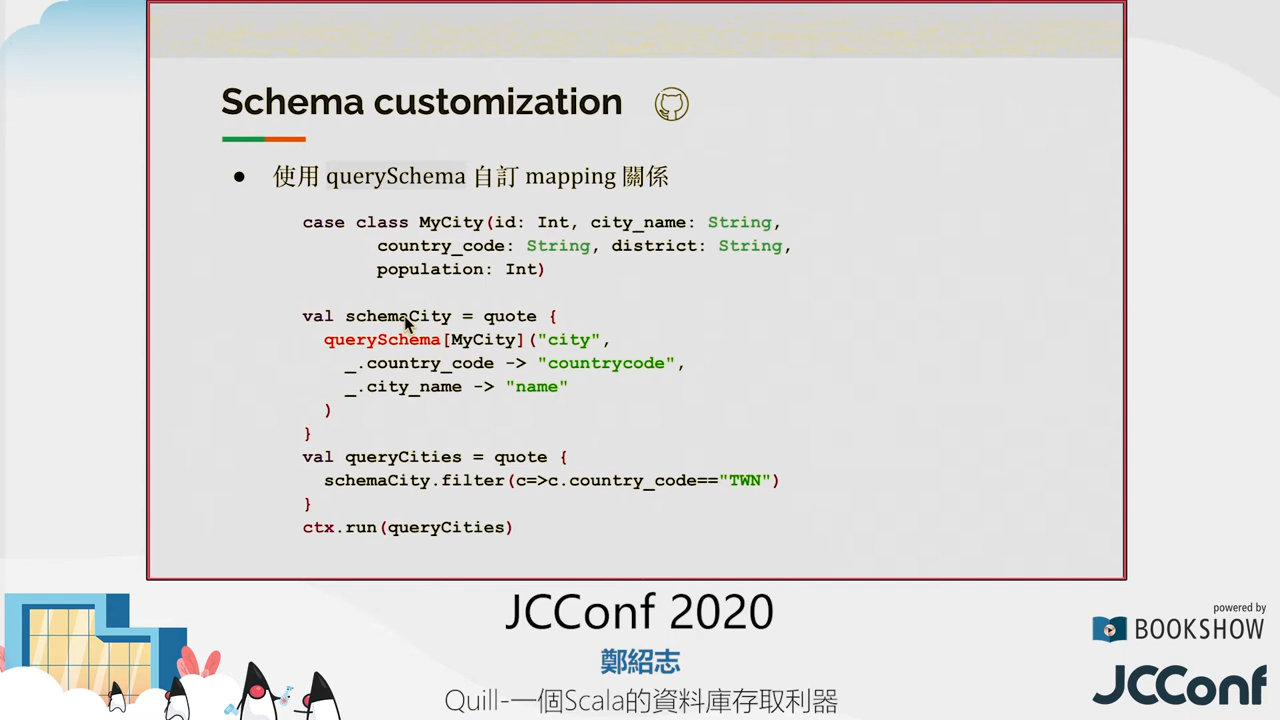 Schema customization
● 使用 querySchema 自訂 mapping 關係
case class MyCity(id: Int, city_name: String,
country_code: String, district: String,
population: Int)
val schemaCity = quote {
querySchema[MyCity]("city",
_.country_code -> "countrycode",
_.city_name -> "name"
)
}
val queryCities = quote {
schemaCity.filter(c=>c.country_code=="TWN")
}
ctx.run(queryCities)
JCConf 2020
鄭紹志
Quill-一個Scala的資料庫存取利器
powered by
BOOKSHOW
JCConf